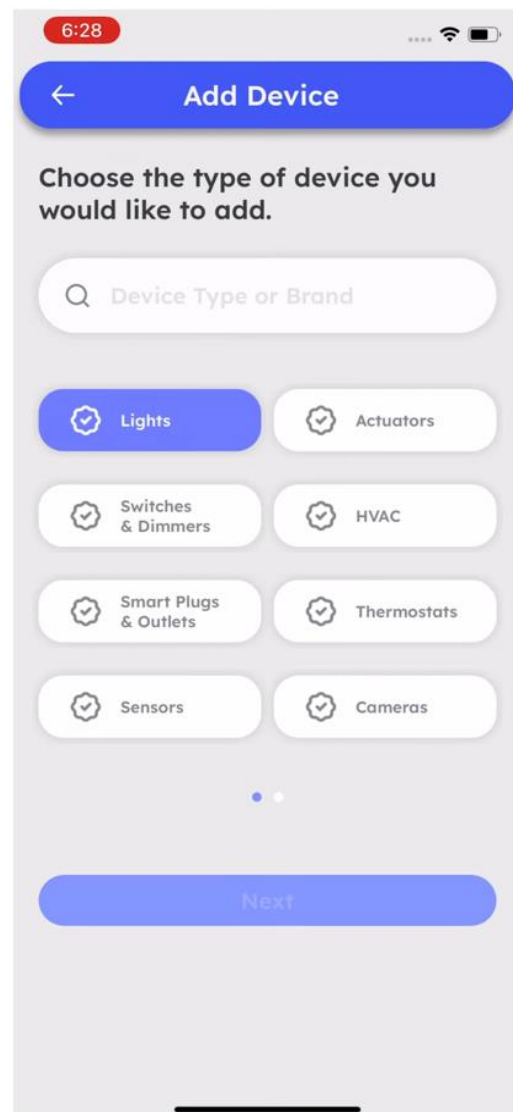 6:28
Add Device
Choose the type of device you
would like to add.
Device Type or Brand
Lights
Actuators
Switches
& Dimmers
HVAC
Smart Plugs
& Outlets
Thermostats
Sensors
Cameras
Next